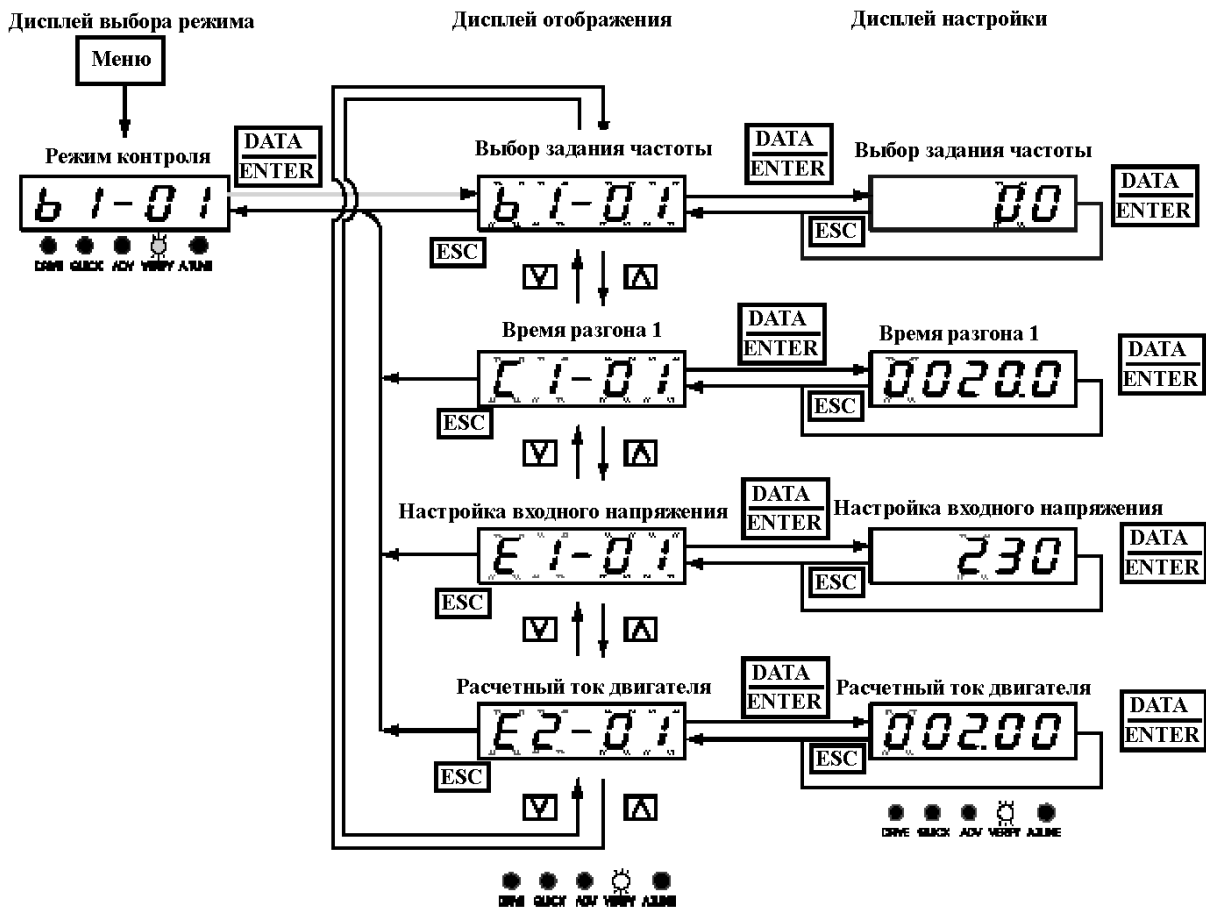 Дисплей выбора режима
Дисплей отображения
Дисплей настройки
Меню
Режим контроля
DATA
ENTER
Выбор задания частоты
DATA
ENTER
Выбор задания частоты
DATA
ENTER
b1-01
b1-01
00
ESC
ESC
DRIVE QUICK ADV VERIFY A.TUNE
Время разгона 1
DATA
ENTER
Время разгона 1
DATA
ENTER
C1-01
0020.0
ESC
ESC
Настройка входного напряжения
DATA
ENTER
Настройка входного напряжения
DATA
ENTER
E1-01
230
ESC
ESC
Расчетный ток двигателя
DATA
ENTER
Расчетный ток двигателя
DATA
ENTER
E2-01
002.00
ESC
ESC
DRIVE QUICK ADV VERIFY A.TUNE
DRIVE QUICK ADV VERIFY A.TUNE